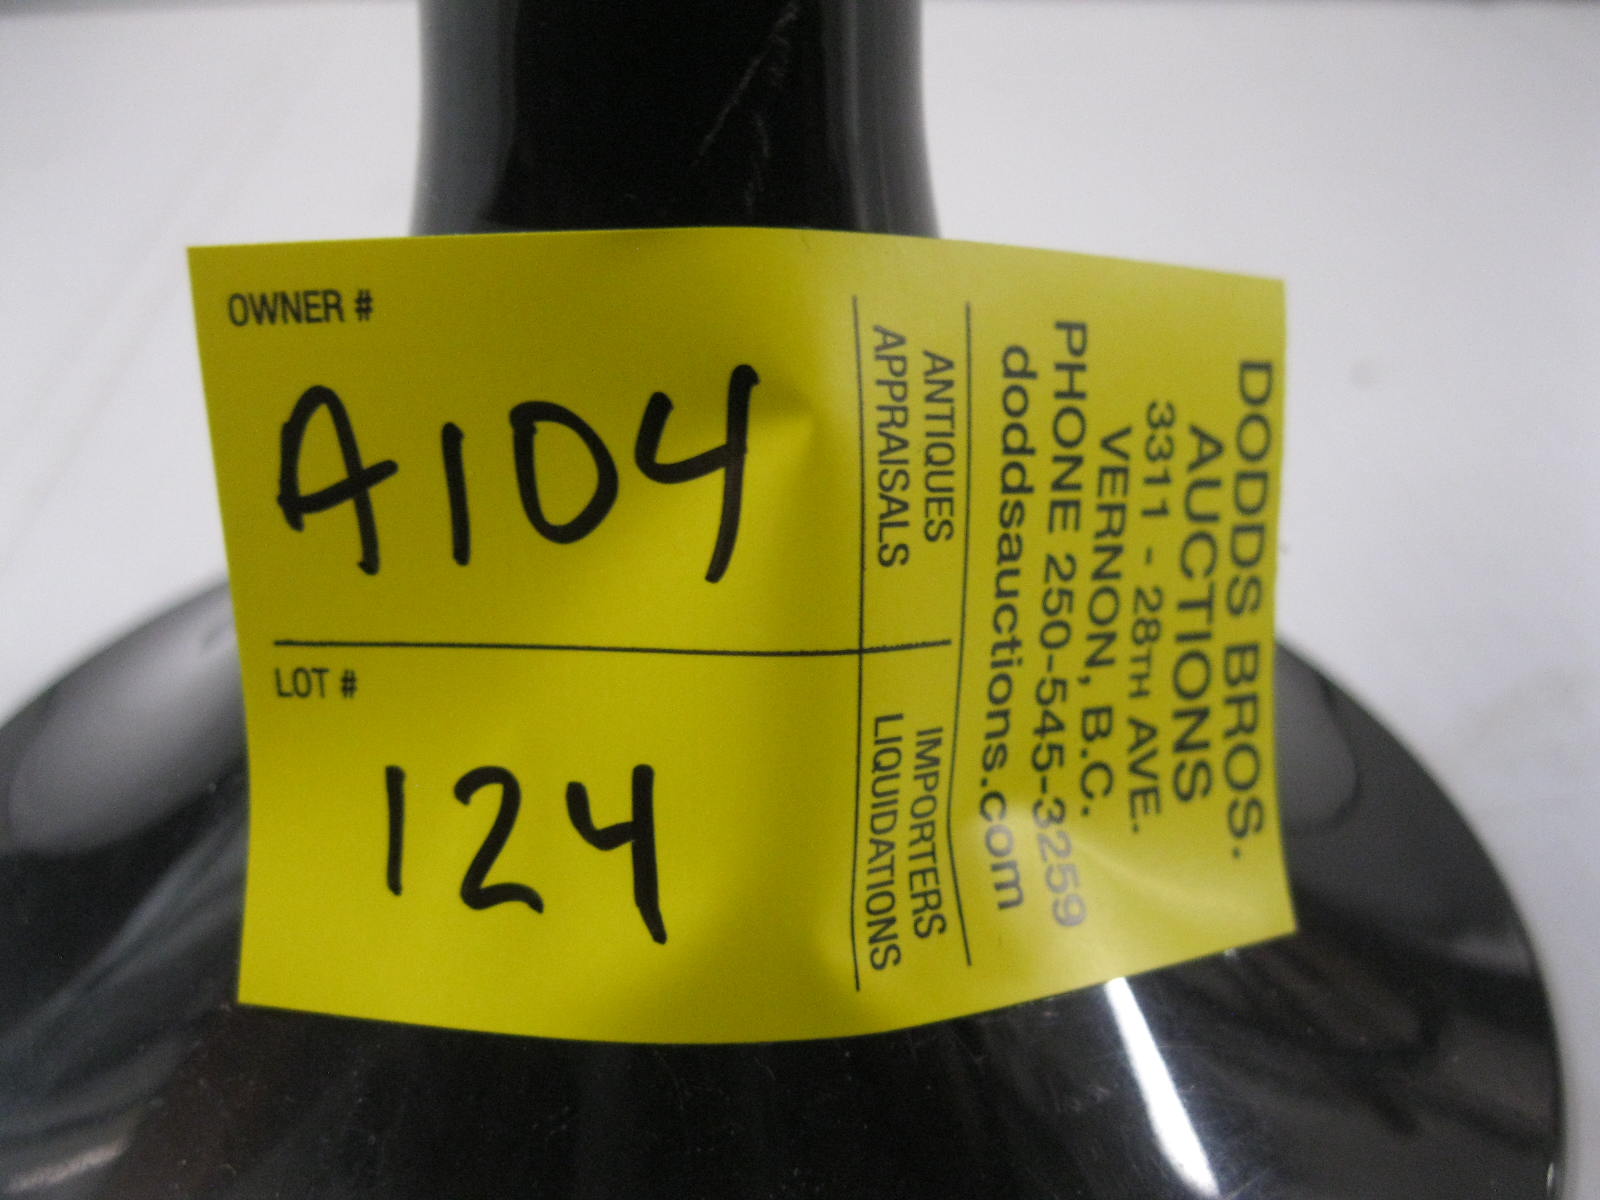 OWNER #
A104
LOT #
124
DODDS BROS.
AUCTIONS
3311 - 28TH AVE.
VERNON, B.C.
PHONE 250-545-3259
doddsauctions.com
ANTIQUES
APPRAISALS
IMPORTERS
LIQUIDATIONS